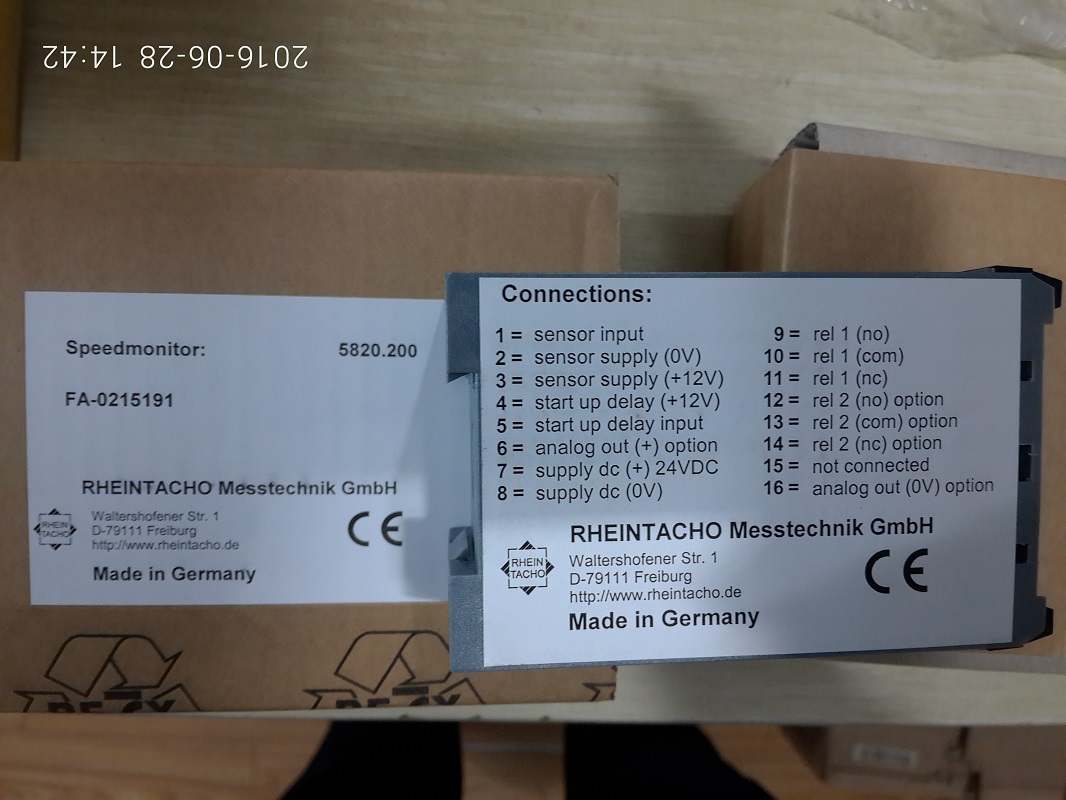 2016-06-28 14:42
Speedmonitor: 5820.200
FA-0215191
RHEINTACHO Messtechnik GmbH
RHEIN
TACHO
Waltershofener Str. 1
D-79111 Freiburg
http://www.rheintacho.de
CE
Made in Germany
Connections:
1 = sensor input
2 = sensor supply (0V)
3 = sensor supply (+12V)
4 = start up delay (+12V)
5 = start up delay input
6 = analog out (+) option
7 = supply dc (+) 24VDC
8 = supply dc (0V)
9 = rel 1 (no)
10 = rel 1 (com)
11 = rel 1 (nc)
12 = rel 2 (no) option
13 = rel 2 (com) option
14 = rel 2 (nc) option
15 = not connected
16 = analog out (0V) option
RHEINTACHO Messtechnik GmbH
RHEIN
TACHO
Waltershofener Str. 1
D-79111 Freiburg
http://www.rheintacho.de
CE
Made in Germany